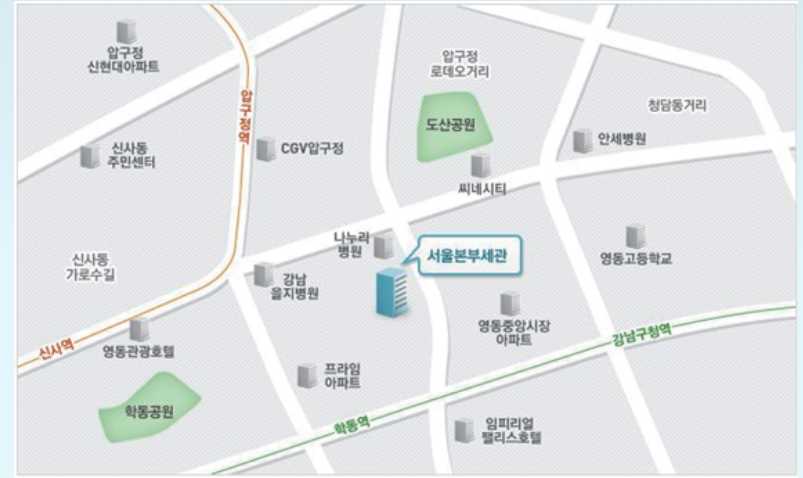 압구정
신현대아파트
압구정
로데오거리
압구정역
청담동거리
도산공원
안세병원
신사동
주민센터
CGV압구정
씨네시티
나누리
병원
서울본부세관
영동고등학교
신사동
가로수길
강남
을지병원
영동중앙시장
아파트
강남구청역
신사역
영동관광호텔
프라임
아파트
학동공원
학동역
임피리얼
팰리스호텔